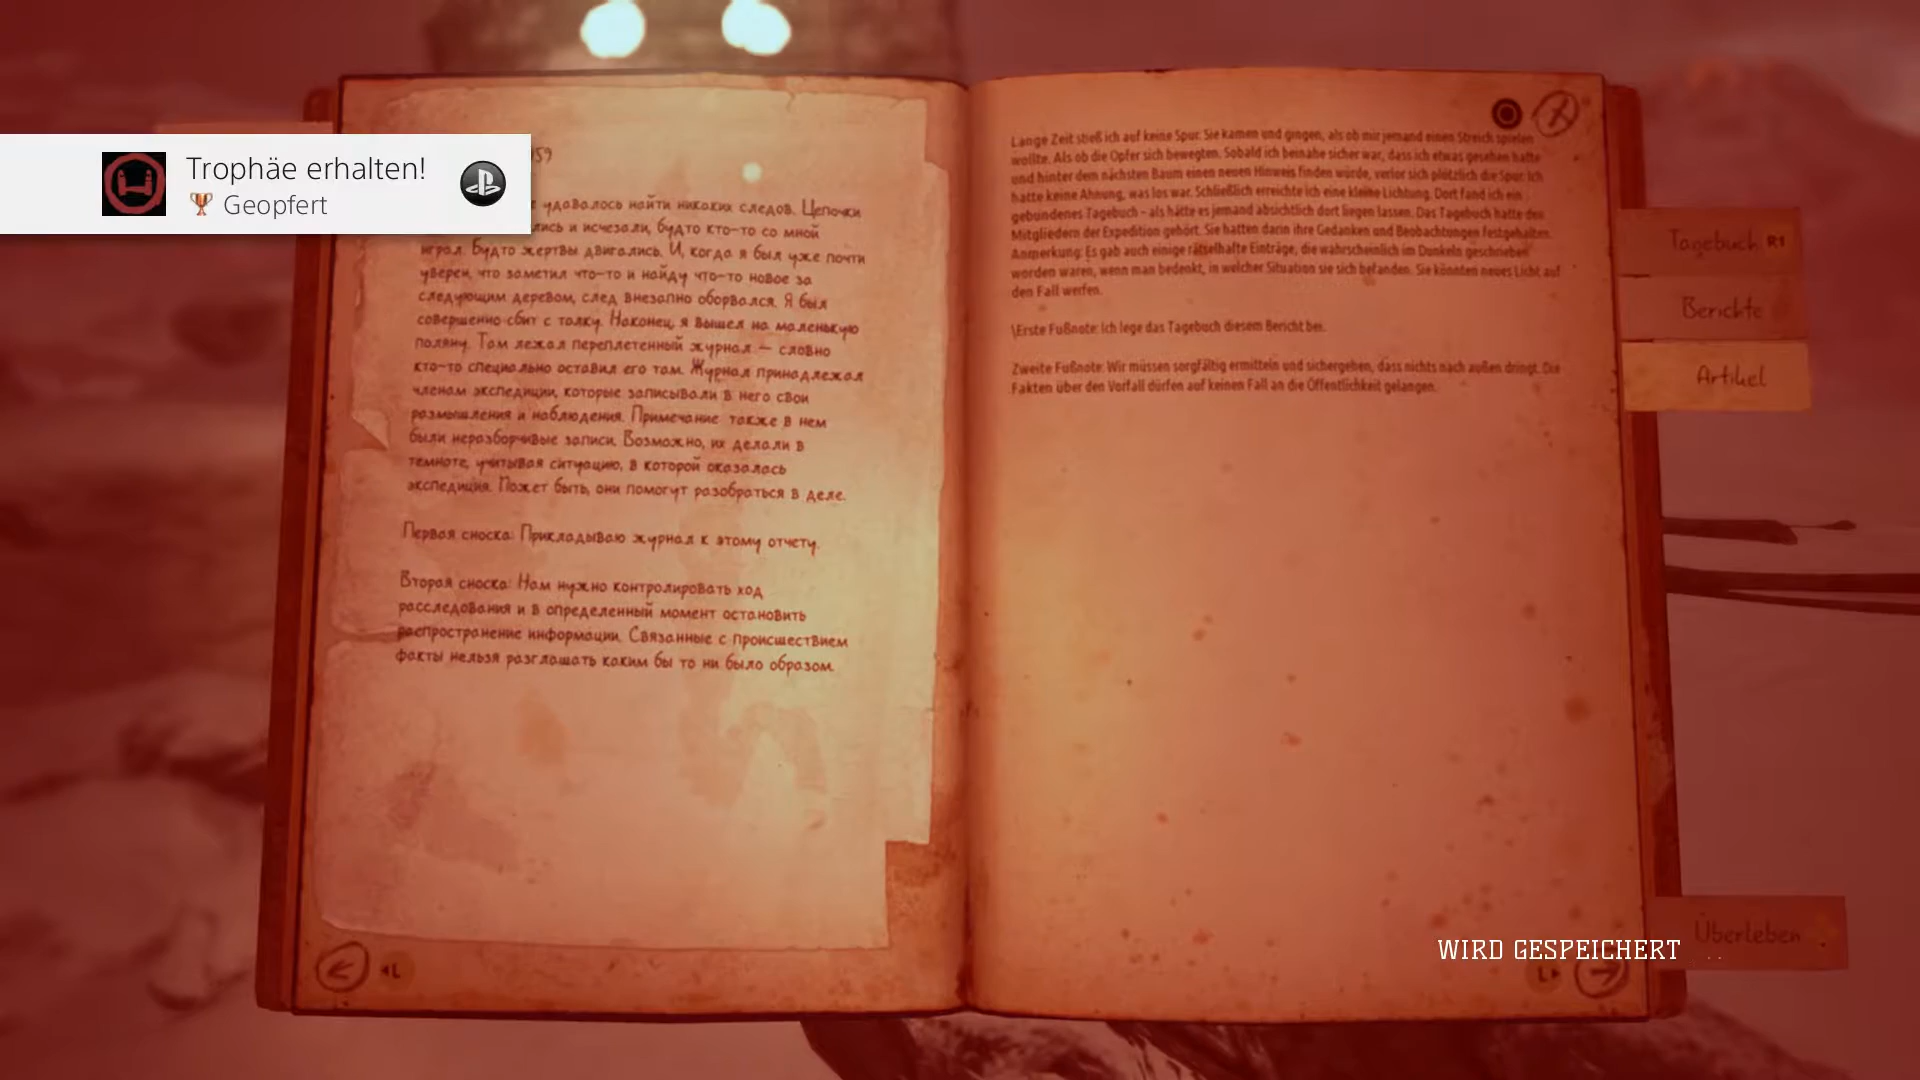 Trophäe erhalten!
Geopfert
959
удавалось найти никаких следов. Цепочки
лись и исчезали, будто кто-то со мной
играл. Будто жертвы двигались. И, когда я был уже почти
уверен, что заметил что-то и найду что-то новое за
следующим деревом, след внезапно оборвался. Я был
совершенно сбит с толку. Наконец, я вышел на маленькую
поляну. Там лежал переплетенный журнал — словно
кто-то специально оставил его там. Журнал принадлежал
членам экспедиции, которые записывали в него свои
размышления и наблюдения. Примечание: также в нем
были неразборчивые записи. Возможно, их делали в
темноте, учитывая ситуацию, в которой оказалась
экспедиция. Может быть, они помогут разобраться в деле.
Первая сноска: Прикладываю журнал к этому отчету.
Вторая сноска: Нам нужно контролировать ход
расследования и в определенный момент остановить
распространение информации. Связанные с происшествием
факты нельзя разглашать каким бы то ни было образом.
L
Lange Zeit stieß ich auf keine Spur. Sie kamen und gingen, als ob mir jemand einen Streich spielen
wollte. Als ob die Opfer sich bewegten. Sobald ich beinahe sicher war, dass ich etwas gesehen hatte
und hinter dem nächsten Baum einen neuen Hinweis finden würde, verlor sich plötzlich die Spur. Ich
hatte keine Ahnung, was los war. Schließlich erreichte ich eine kleine Lichtung. Dort fand ich ein
gebundenes Tagebuch - als hätte es jemand absichtlich dort liegen lassen. Das Tagebuch hatte den
Mitgliedern der Expedition gehört. Sie hatten darin ihre Gedanken und Beobachtungen festgehalten.
Anmerkung: Es gab auch einige rätselhafte Einträge, die wahrscheinlich im Dunkeln geschrieben
worden waren, wenn man bedenkt, in welcher Situation sie sich befanden. Sie könnten neues Licht auf
den Fall werfen.
\Erste Fußnote: Ich lege das Tagebuch diesem Bericht bei.
Zweite Fußnote: Wir müssen sorgfältig ermitteln und sichergehen, dass nichts nach außen dringt. Die
Fakten über den Vorfall dürfen auf keinen Fall an die Öffentlichkeit gelangen.
Tagebuch R1
Berichte
Artikel
Überleben
WIRD GESPEICHERT ..
L